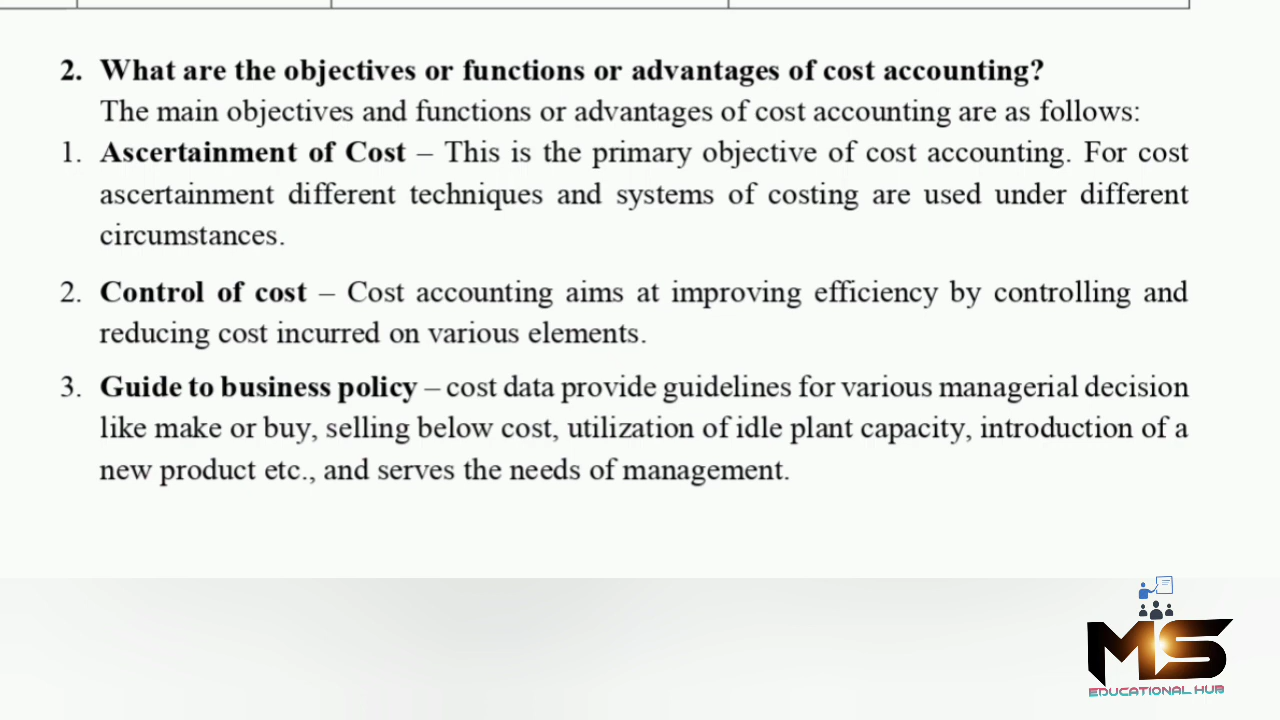 2. What are the objectives or functions or advantages of cost accounting?
The main objectives and functions or advantages of cost accounting are as follows:
1. Ascertainment of Cost – This is the primary objective of cost accounting. For cost
ascertainment different techniques and systems of costing are used under different
circumstances.
2. Control of cost – Cost accounting aims at improving efficiency by controlling and
reducing cost incurred on various elements.
3. Guide to business policy – cost data provide guidelines for various managerial decision
like make or buy, selling below cost, utilization of idle plant capacity, introduction of a
new product etc., and serves the needs of management.
MS
EDUCATIONAL HUB